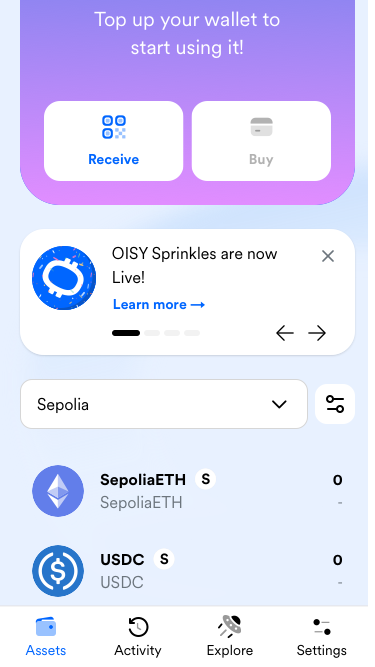 Top up your wallet to
start using it!
Receive
Buy
OISY Sprinkles are now
Live!
Learn more →
Sepolia
SepoliaETH S
0
SepoliaETH
-
USDC S
0
USDC
-
Assets
Activity
Explore
Settings